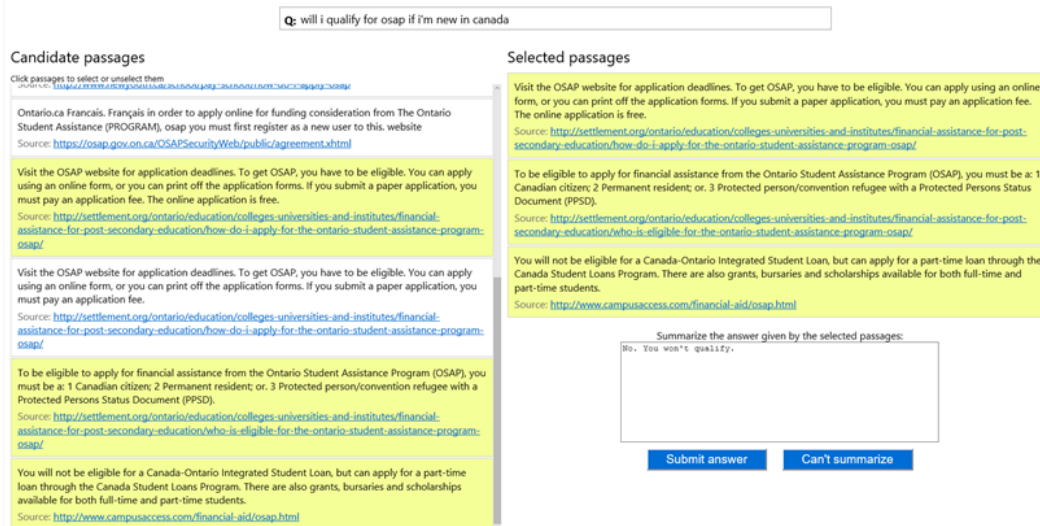 Q: will i qualify for osap if i'm new in canada
Candidate passages
Click passages to select or unselect them
Source: http://www.newyouth.ca/school/pay-school/how-do-i-apply-osap
Ontario.ca Francais. Français in order to apply online for funding consideration from The Ontario
Student Assistance (PROGRAM), osap you must first register as a new user to this. website
Source: https://osap.gov.on.ca/OSAPSecurityWeb/public/agreement.xhtml
Visit the OSAP website for application deadlines. To get OSAP, you have to be eligible. You can apply
using an online form, or you can print off the application forms. If you submit a paper application, you
must pay an application fee. The online application is free.
Source: http://settlement.org/ontario/education/colleges-universities-and-institutes/financial-
assistance-for-post-secondary-education/how-do-i-apply-for-the-ontario-student-assistance-program-
osap/
Visit the OSAP website for application deadlines. To get OSAP, you have to be eligible. You can apply
using an online form, or you can print off the application forms. If you submit a paper application, you
must pay an application fee.
Source: http://settlement.org/ontario/education/colleges-universities-and-institutes/financial-
assistance-for-post-secondary-education/how-do-i-apply-for-the-ontario-student-assistance-program-
osap/
To be eligible to apply for financial assistance from the Ontario Student Assistance Program (OSAP), you
must be a: 1 Canadian citizen; 2 Permanent resident; or. 3 Protected person/convention refugee with a
Protected Persons Status Document (PPSD).
Source: http://settlement.org/ontario/education/colleges-universities-and-institutes/financial-
assistance-for-post-secondary-education/who-is-eligible-for-the-ontario-student-assistance-program-
osap/
You will not be eligible for a Canada-Ontario Integrated Student Loan, but can apply for a part-time
loan through the Canada Student Loans Program. There are also grants, bursaries and scholarships
available for both full-time and part-time students.
Source: http://www.campusaccess.com/financial-aid/osap.html
Selected passages
Visit the OSAP website for application deadlines. To get OSAP, you have to be eligible. You can apply using an online
form, or you can print off the application forms. If you submit a paper application, you must pay an application fee.
The online application is free.
Source: http://settlement.org/ontario/education/colleges-universities-and-institutes/financial-assistance-for-post-
secondary-education/how-do-i-apply-for-the-ontario-student-assistance-program-osap/
To be eligible to apply for financial assistance from the Ontario Student Assistance Program (OSAP), you must be a: 1
Canadian citizen; 2 Permanent resident; or. 3 Protected person/convention refugee with a Protected Persons Status
Document (PPSD).
Source: http://settlement.org/ontario/education/colleges-universities-and-institutes/financial-assistance-for-post-
secondary-education/who-is-eligible-for-the-ontario-student-assistance-program-osap/
You will not be eligible for a Canada-Ontario Integrated Student Loan, but can apply for a part-time loan through the
Canada Student Loans Program. There are also grants, bursaries and scholarships available for both full-time and
part-time students.
Source: http://www.campusaccess.com/financial-aid/osap.html
Summarize the answer given by the selected passages:
No. You won't qualify.
Submit answer
Can't summarize